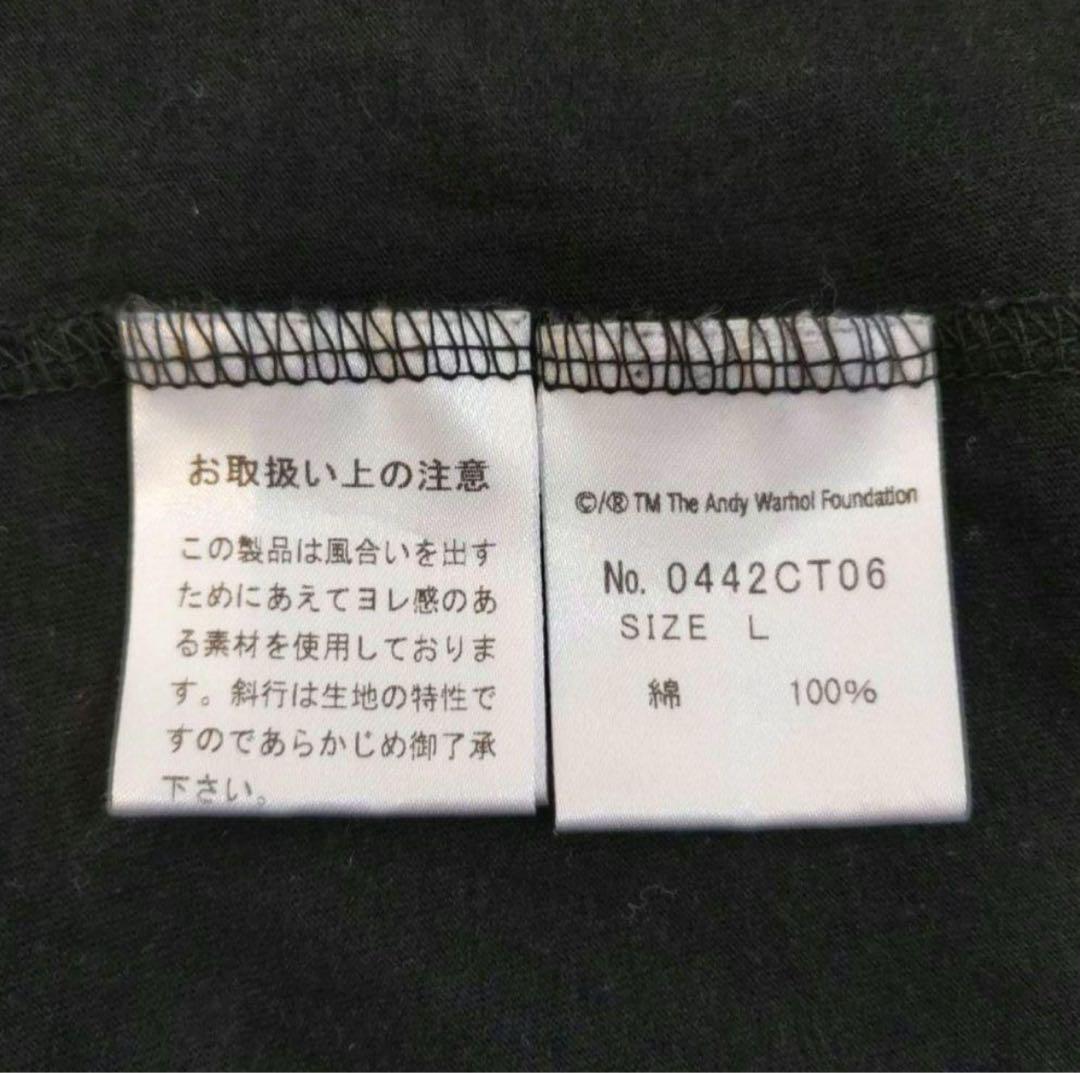 お取扱い上の注意
この製品は風合いを出す
ためにあえてヨレ感のあ
る素材を使用しておりま
す。斜行は生地の特性で
すのであらかじめ御了承
下さい。
©/® TM The Andy Warhol Foundation
No. 0442CT06
SIZE L
綿 100%